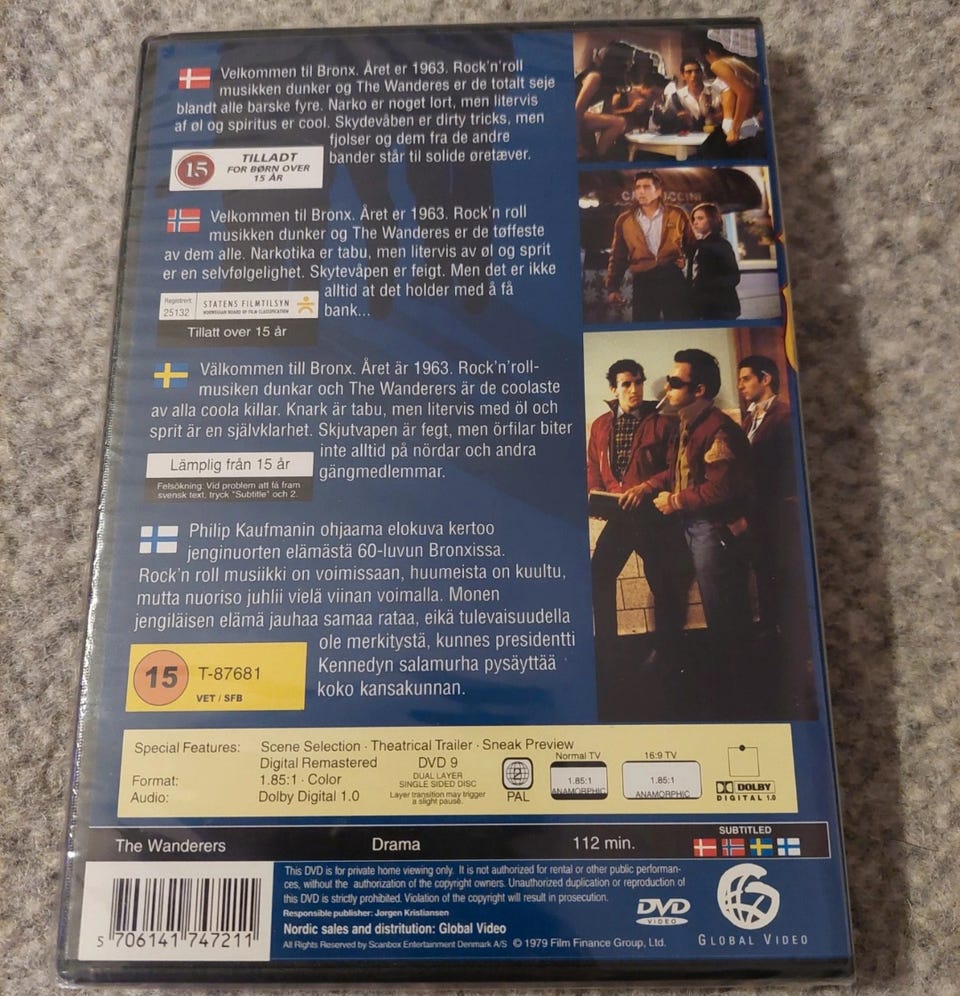 Velkommen til Bronx. Året er 1963. Rock'n'roll
musikken dunker og The Wanderes er de totalt seje
blandt alle barske fyre. Narko er noget lort, men litervis
af øl og spiritus er cool. Skydevåben er dirty tricks, men
fjolser og dem fra de andre
bander står til solide øretæver.
15
TILLADT
FOR BØRN OVER
15 ÅR
Velkommen til Bronx. Året er 1963. Rock'n roll
musikken dunker og The Wanderes er de tøffeste
av dem alle. Narkotika er tabu, men litervis av øl og sprit
er en selvfølgelighet. Skytevåpen er feigt. Men det er ikke
alltid at det holder med å få
bank...
Registrert:
25132
STATENS FILMTILSYN
NORWEGIAN BOARD OF FILM CLASSIFICATION
Tillatt over 15 år
Välkommen till Bronx. Året är 1963. Rock'n'roll-
musiken dunkar och The Wanderers är de coolaste
av alla coola killar. Knark är tabu, men litervis med öl och
sprit är en självklarhet. Skjutvapen är fegt, men örfilar biter
inte alltid på nördar och andra
gängmedlemmar.
Lämplig från 15 år
Felsökning: Vid problem att få fram
svensk text, tryck "Subtitle" och 2.
Philip Kaufmanin ohjaama elokuva kertoo
jenginuorten elämästä 60-luvun Bronxissa.
Rock'n roll musiikki on voimissaan, huumeista on kuultu,
mutta nuoriso juhlii vielä viinan voimalla. Monen
jengiläisen elämä jauhaa samaa rataa, eikä tulevaisuudella
ole merkitystä, kunnes presidentti
Kennedyn salamurha pysäyttää
koko kansakunnan.
15
T-87681
VET / SFB
Special Features: Scene Selection · Theatrical Trailer · Sneak Preview
Digital Remastered
Format: 1.85:1 · Color
Audio: Dolby Digital 1.0
DVD 9
DUAL LAYER
SINGLE SIDED DISC
Layer transition may trigger
a slight pause.
2
PAL
Normal TV
1.85:1
ANAMORPHIC
16:9 TV
1.85:1
ANAMORPHIC
DOLBY
DIGITAL 1.0
The Wanderers Drama 112 min.
SUBTITLED
5 706141 747211
This DVD is for private home viewing only. It is not authorized for rental or other public performan-
ces, without the authorization of the copyright owners. Unauthorized duplication or reproduction of
this DVD is strictly prohibited. Violation of the copyright will result in prosecution.
Responsible publisher: Jørgen Kristiansen
Nordic sales and distritution: Global Video
All Rights Reserved by Scanbox Entertainment Denmark A/S © 1979 Film Finance Group, Ltd.
DVD
VIDEO
GLOBAL VIDEO